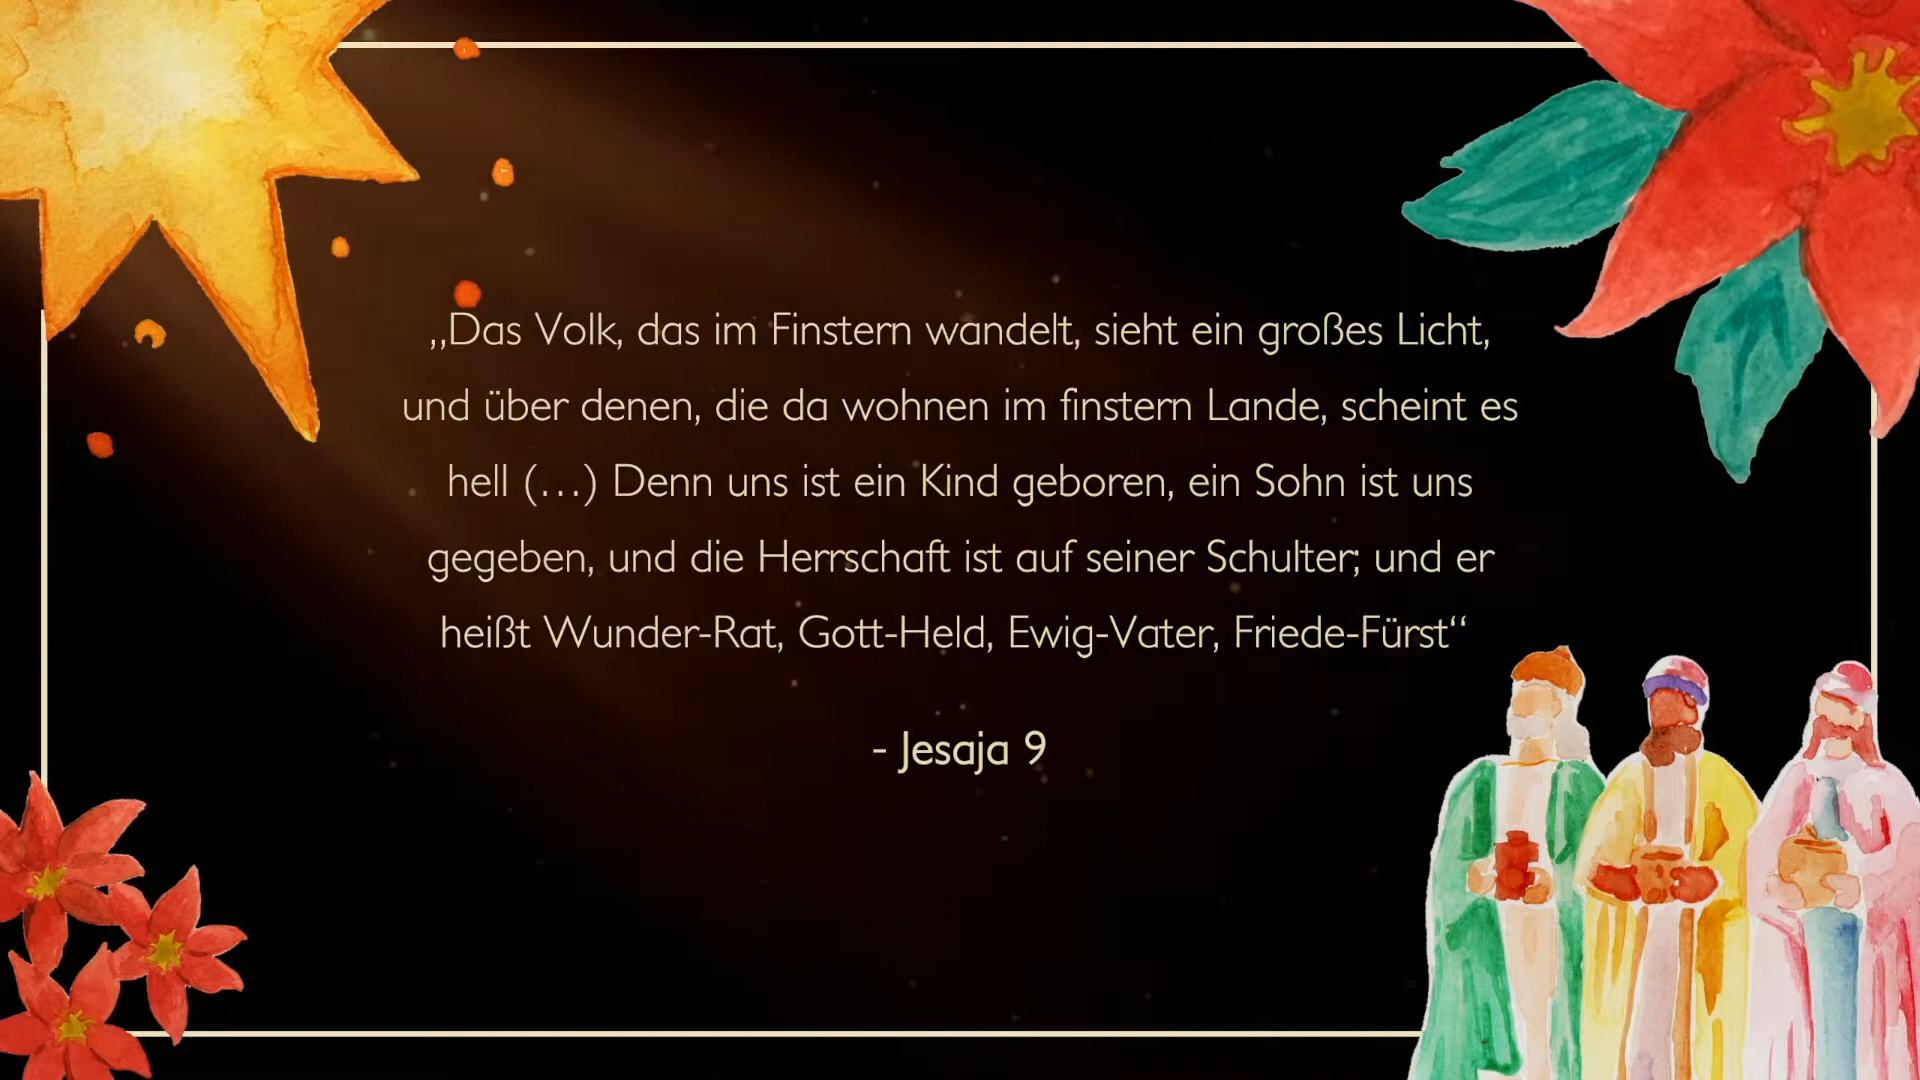 „Das Volk, das im Finstern wandelt, sieht ein großes Licht,
und über denen, die da wohnen im finstern Lande, scheint es
hell (…) Denn uns ist ein Kind geboren, ein Sohn ist uns
gegeben, und die Herrschaft ist auf seiner Schulter; und er
heißt Wunder-Rat, Gott-Held, Ewig-Vater, Friede-Fürst“
- Jesaja 9